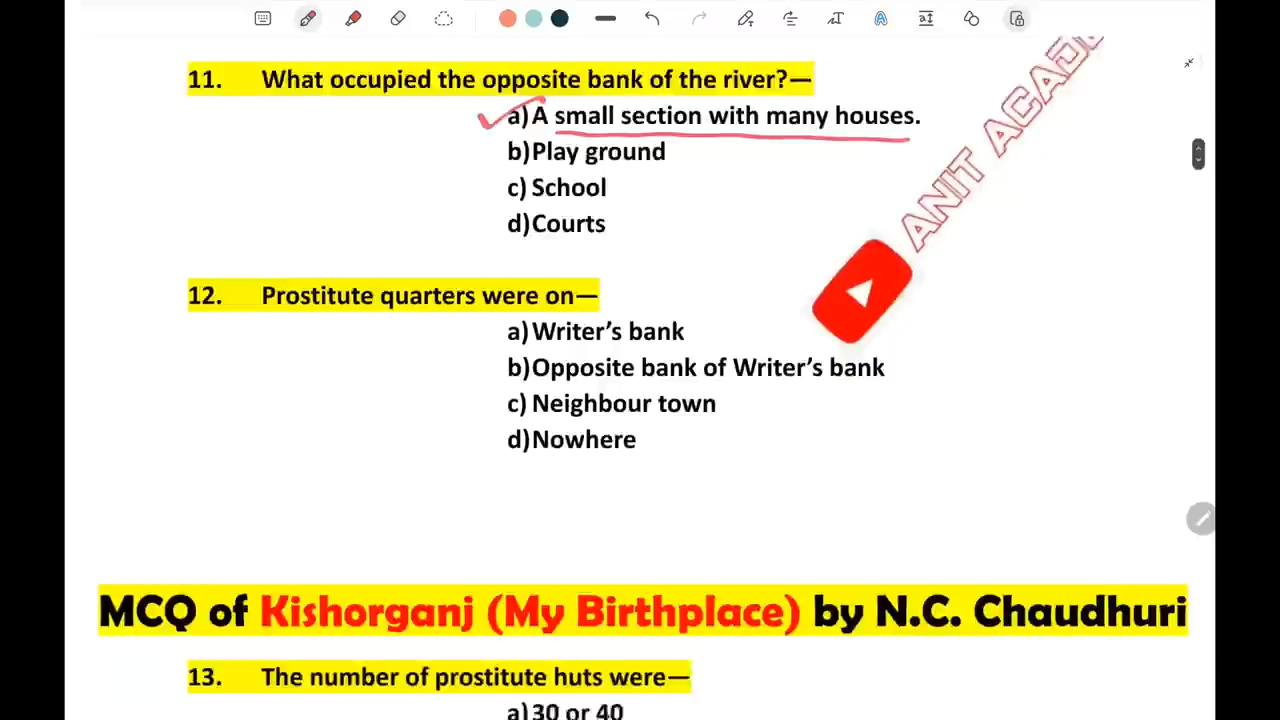 11. What occupied the opposite bank of the river?—
a) A small section with many houses.
b) Play ground
c) School
d) Courts
ANIT ACADE
12. Prostitute quarters were on—
a) Writer’s bank
b) Opposite bank of Writer’s bank
c) Neighbour town
d) Nowhere
MCQ of Kishorganj (My Birthplace) by N.C. Chaudhuri
13. The number of prostitute huts were—
a) 30 or 40